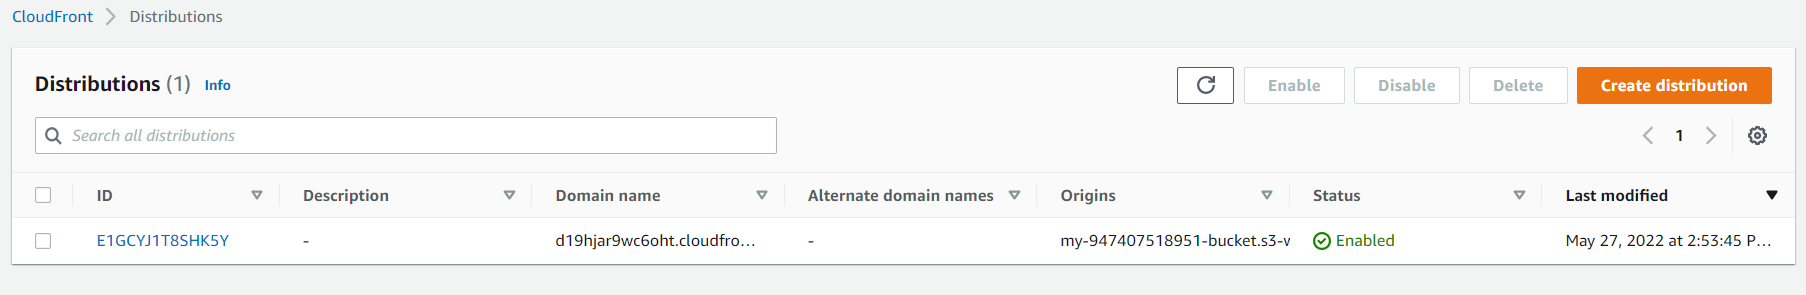 CloudFront Distributions
Distributions (1) Info
Enable Disable Delete Create distribution
Search all distributions
1
ID Description Domain name Alternate domain names Origins Status Last modified
E1GCYJ1T8SHK5Y - d19hjar9wc6oht.cloudfro... - my-947407518951-bucket.s3-w Enabled May 27, 2022 at 2:53:45 P...